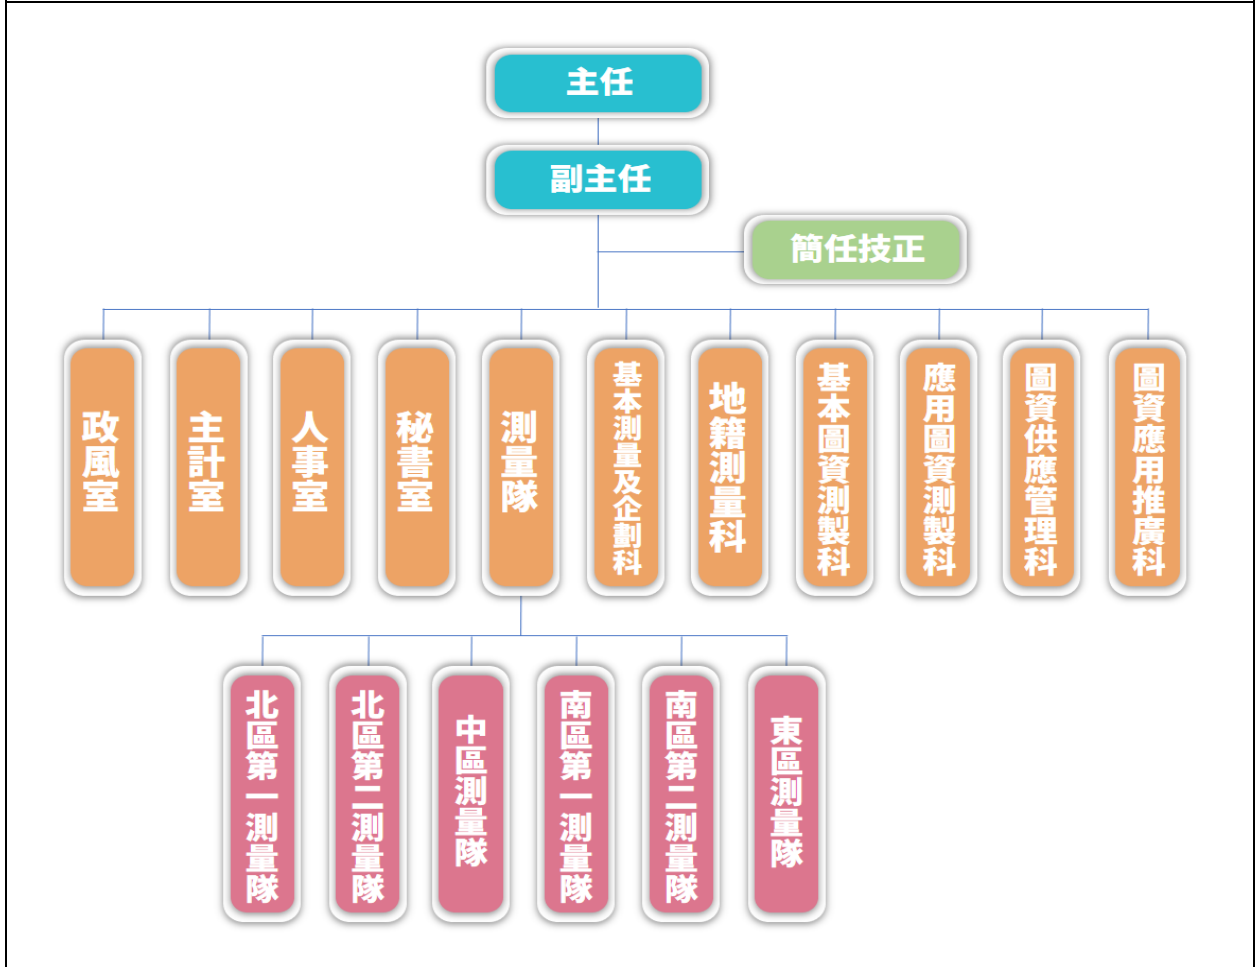 主任
副主任
簡任技正
政風室
主計室
人事室
秘書室
測量隊
基本測量及企劃科
地籍測量科
基本圖資測製科
應用圖資測製科
圖資供應管理科
圖資應用推廣科
北區第一測量隊
北區第二測量隊
中區測量隊
南區第一測量隊
南區第二測量隊
東區測量隊